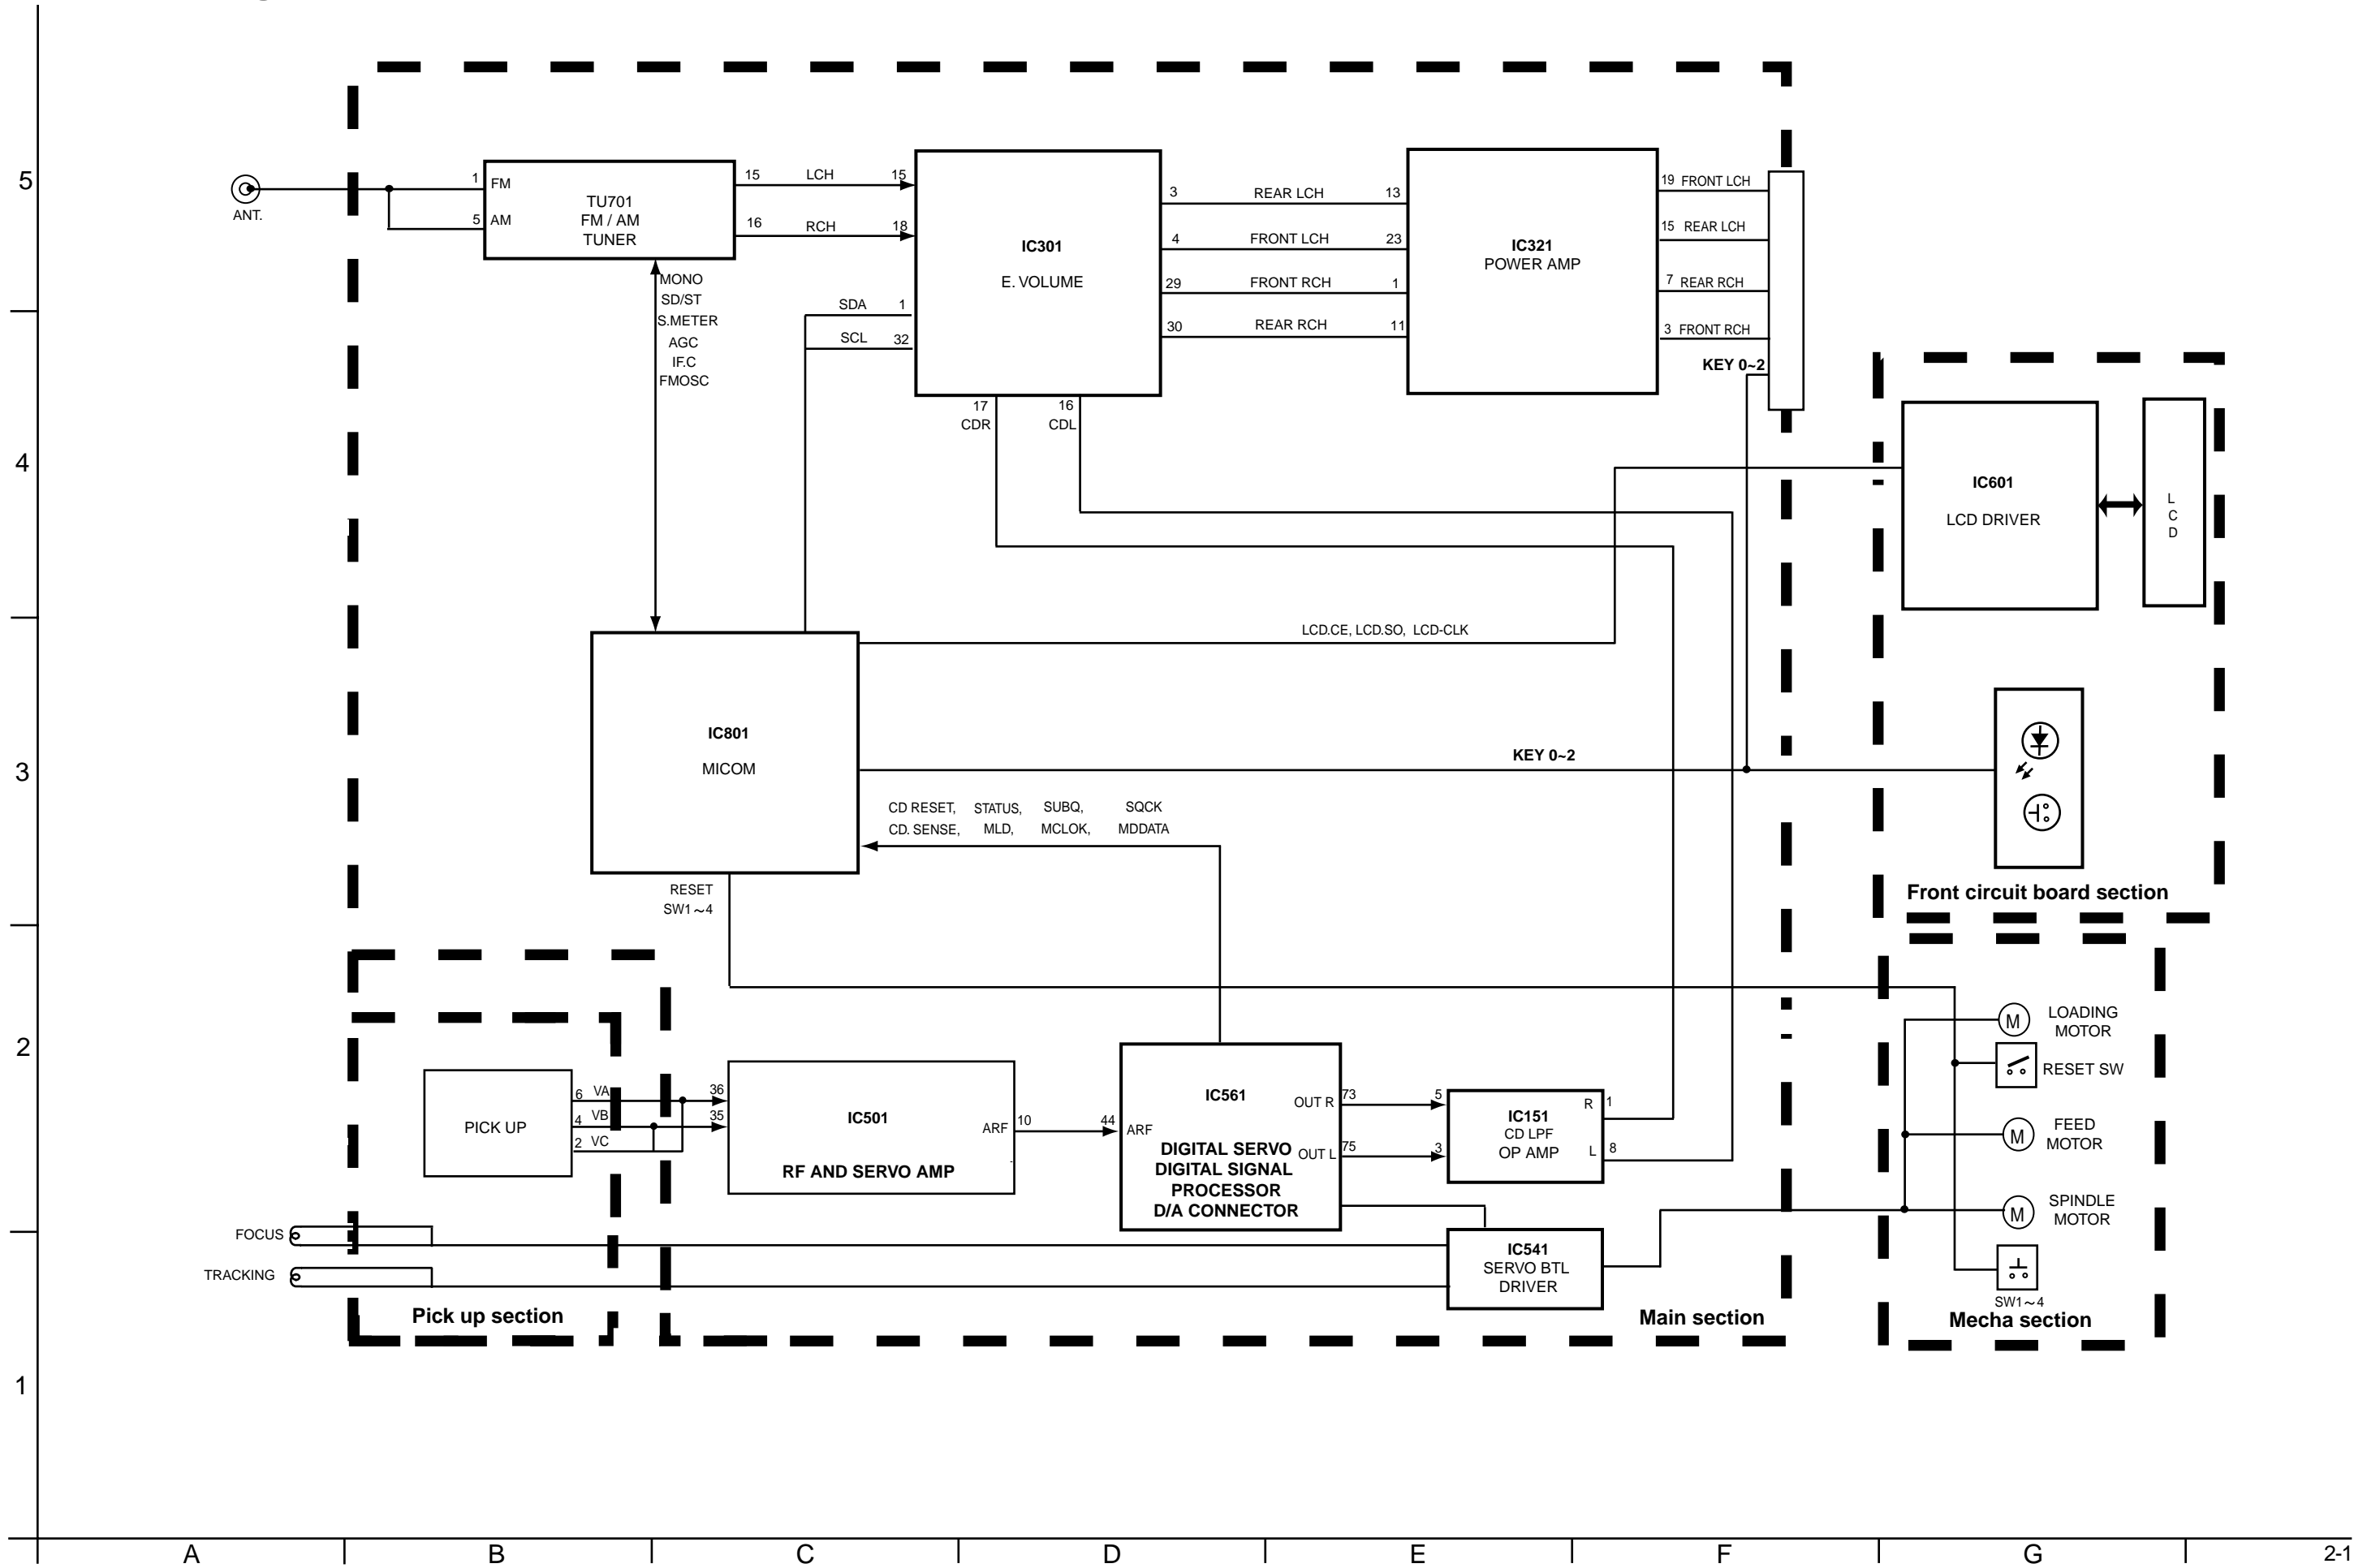 5
4
3
2
1
ANT.
1 FM
5 AM
TU701
FM / AM
TUNER
15 LCH 15
16 RCH 18
MONO
SD/ST
S.METER
AGC
IF.C
FMOSC
SDA 1
SCL 32
IC301
E. VOLUME
17
CDR
16
CDL
3 REAR LCH 13
4 FRONT LCH 23
29 FRONT RCH 1
30 REAR RCH 11
IC321
POWER AMP
19 FRONT LCH
15 REAR LCH
7 REAR RCH
3 FRONT RCH
KEY 0~2
IC601
LCD DRIVER
L
C
D
LCD.CE, LCD.SO, LCD-CLK
IC801
MICOM
KEY 0~2
CD RESET, STATUS, SUBQ, SQCK
CD. SENSE, MLD, MCLOK, MDDATA
RESET
SW1~4
Front circuit board section
PICK UP
6 VA
4 VB
2 VC
36
35
IC501
RF AND SERVO AMP
ARF 10
44 ARF
IC561
DIGITAL SERVO
DIGITAL SIGNAL
PROCESSOR
D/A CONNECTOR
OUT R 73
OUT L 75
5
3
IC151
CD LPF
OP AMP
R 1
L 8
LOADING
MOTOR
M
RESET SW
FEED
MOTOR
M
SPINDLE
MOTOR
M
SW1~4
Mecha section
FOCUS
TRACKING
IC541
SERVO BTL
DRIVER
Pick up section
Main section
A B C D E F G
2-1